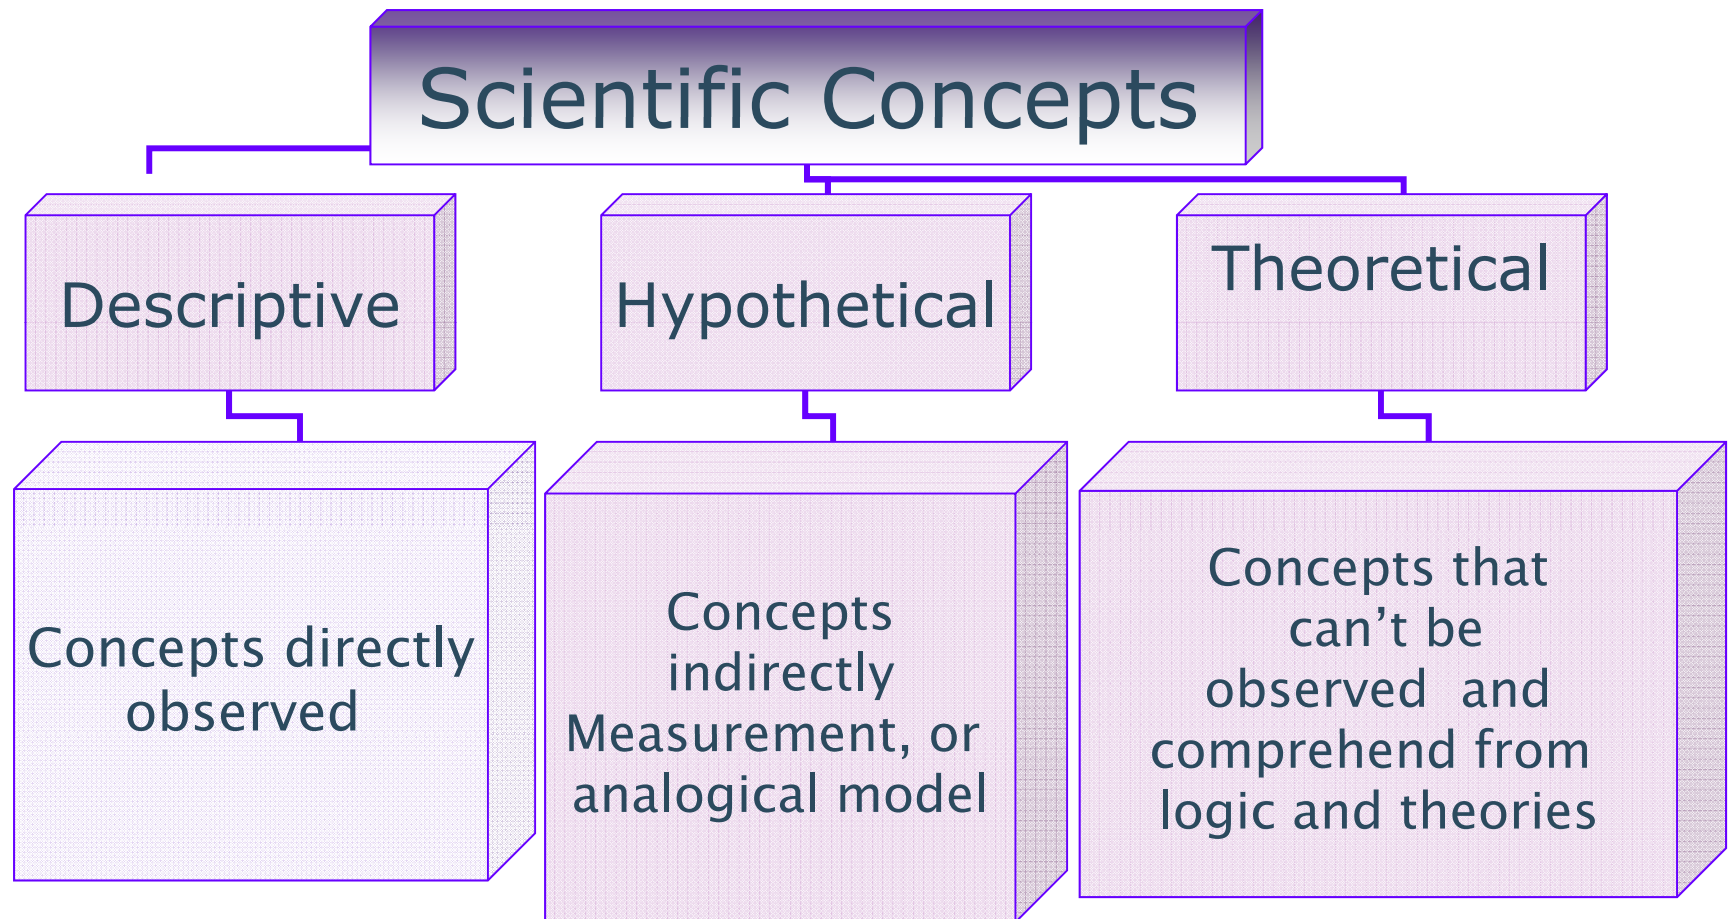 Scientific Concepts
Descriptive
Hypothetical
Theoretical
Concepts directly
observed
Concepts
indirectly
Measurement, or
analogical model
Concepts that
can’t be
observed and
comprehend from
logic and theories